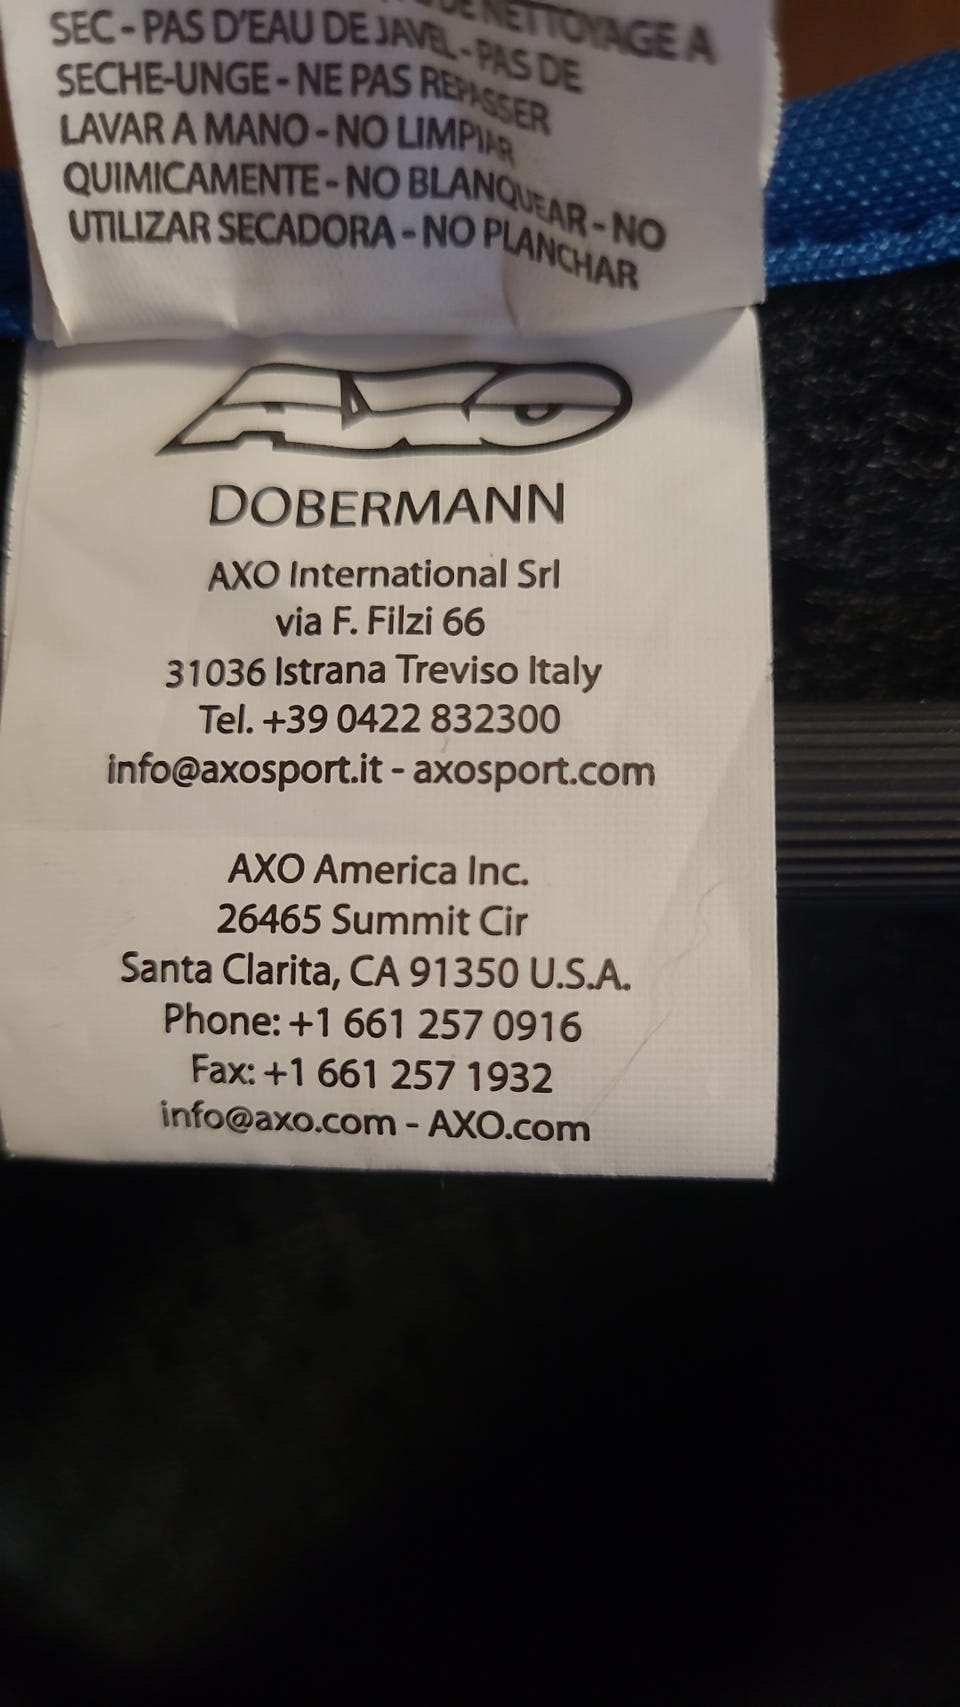 DE NETTOYAGE A
SEC - PAS D'EAU DE JAVEL - PAS DE
SECHE-UNGE - NE PAS REPASSER
LAVAR A MANO - NO LIMPIAR
QUIMICAMENTE - NO BLANQUEAR - NO
UTILIZAR SECADORA - NO PLANCHAR
AXO
DOBERMANN
AXO International Srl
via F. Filzi 66
31036 Istrana Treviso Italy
Tel. +39 0422 832300
info@axosport.it - axosport.com
AXO America Inc.
26465 Summit Cir
Santa Clarita, CA 91350 U.S.A.
Phone: +1 661 257 0916
Fax: +1 661 257 1932
info@axo.com - AXO.com